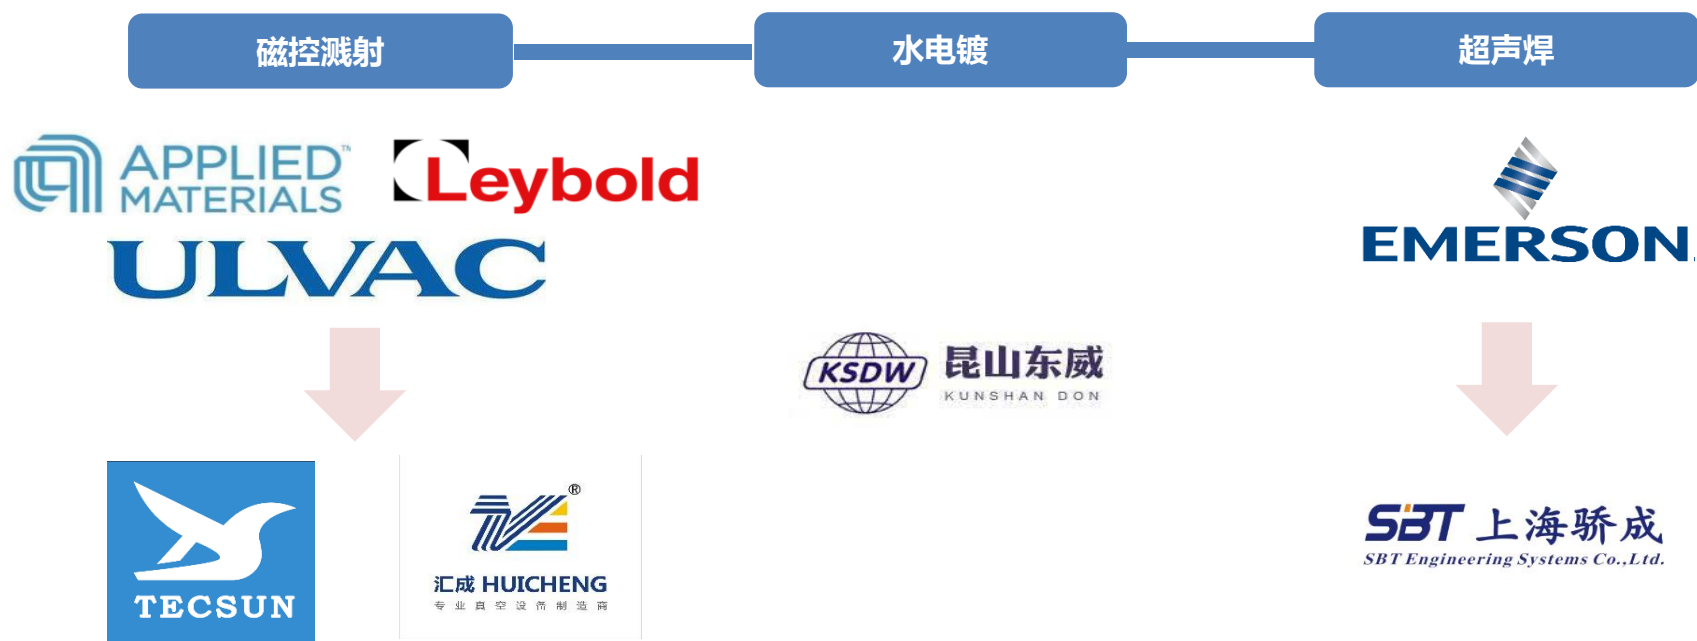 磁控溅射
水电镀
超声焊
APPLIED™
MATERIALS
Leybold
ULVAC
EMERSON.
KSDW
昆山东威
KUNSHAN DON
TECSUN
®
汇成 HUICHENG
专业真空设备制造商
SBT 上海骄成
SBT Engineering Systems Co.,Ltd.